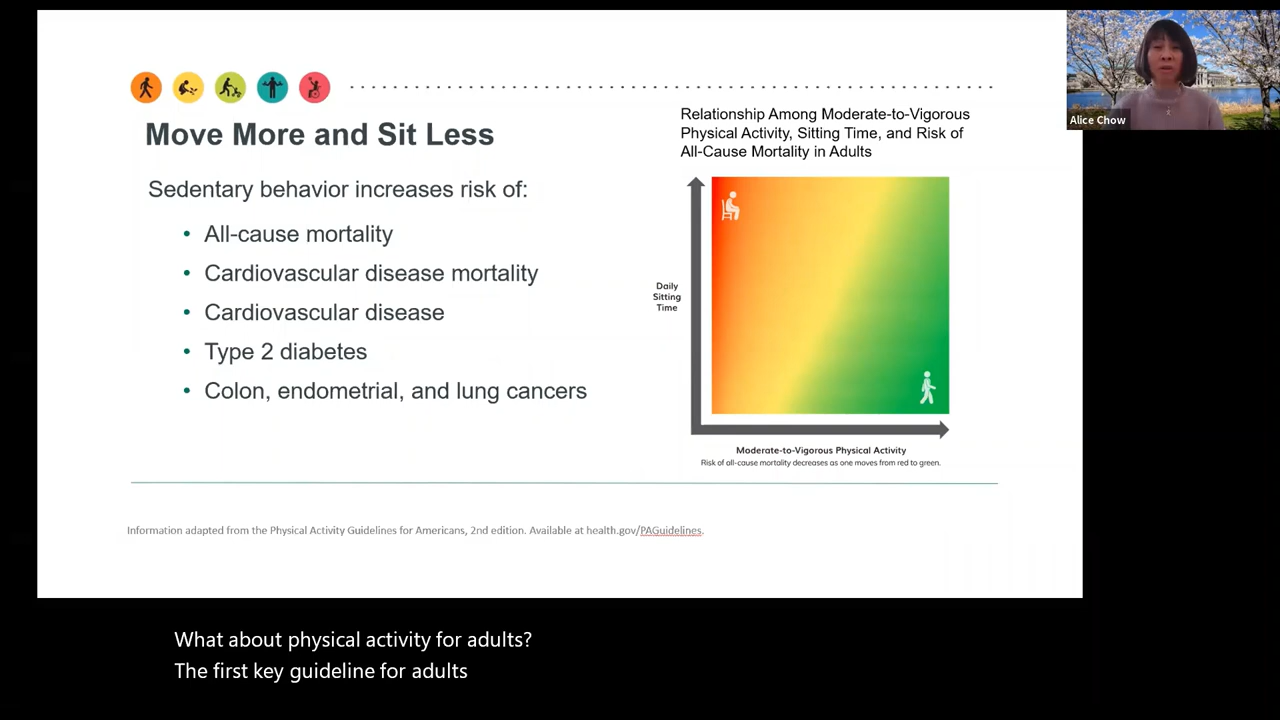 Move More and Sit Less
Sedentary behavior increases risk of:
• All-cause mortality
• Cardiovascular disease mortality
• Cardiovascular disease
• Type 2 diabetes
• Colon, endometrial, and lung cancers
Relationship Among Moderate-to-Vigorous
Physical Activity, Sitting Time, and Risk of
All-Cause Mortality in Adults
Daily
Sitting
Time
Moderate-to-Vigorous Physical Activity
Risk of all-cause mortality decreases as one moves from red to green.
Information adapted from the Physical Activity Guidelines for Americans, 2nd edition. Available at health.gov/PAGuidelines.
Alice Chow
What about physical activity for adults?
The first key guideline for adults